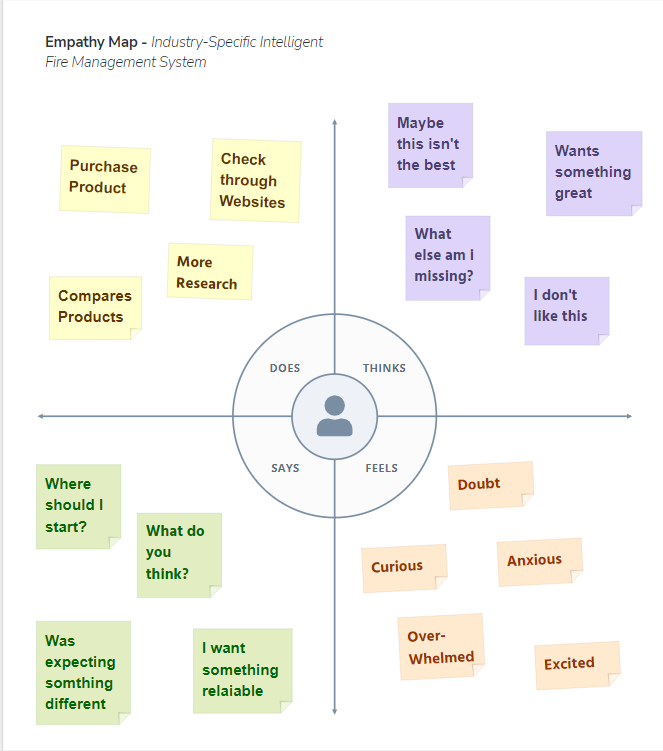 Empathy Map - Industry-Specific Intelligent
Fire Management System
Purchase
Product
Check
through
Websites
More
Research
Compares
Products
Maybe
this isn't
the best
Wants
something
great
What
else am I
missing?
I don't
like this
DOES
THINKS
SAYS
FEELS
Where
should I
start?
What do
you
think?
Was
expecting
somthing
different
I want
something
relaiable
Doubt
Curious
Anxious
Over-
Whelmed
Excited